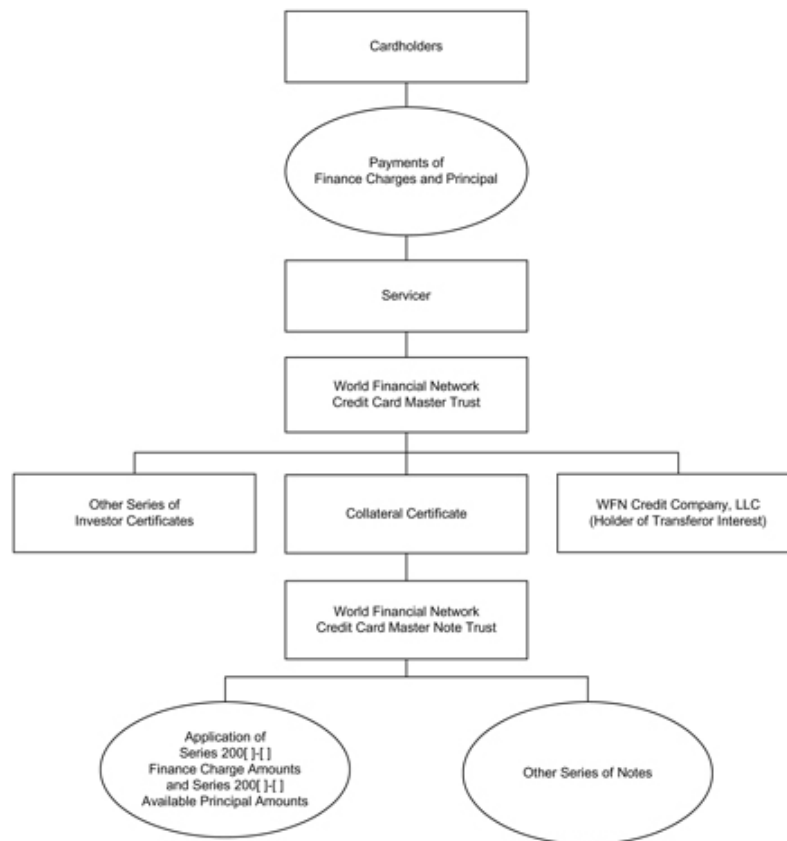 Cardholders
Payments of
Finance Charges and Principal
Servicer
World Financial Network
Credit Card Master Trust
Other Series of
Investor Certificates
Collateral Certificate
WFN Credit Company, LLC
(Holder of Transferor Interest)
World Financial Network
Credit Card Master Note Trust
Application of
Series 200[ ]-[ ]
Finance Charge Amounts
and Series 200[ ]-[ ]
Available Principal Amounts
Other Series of Notes